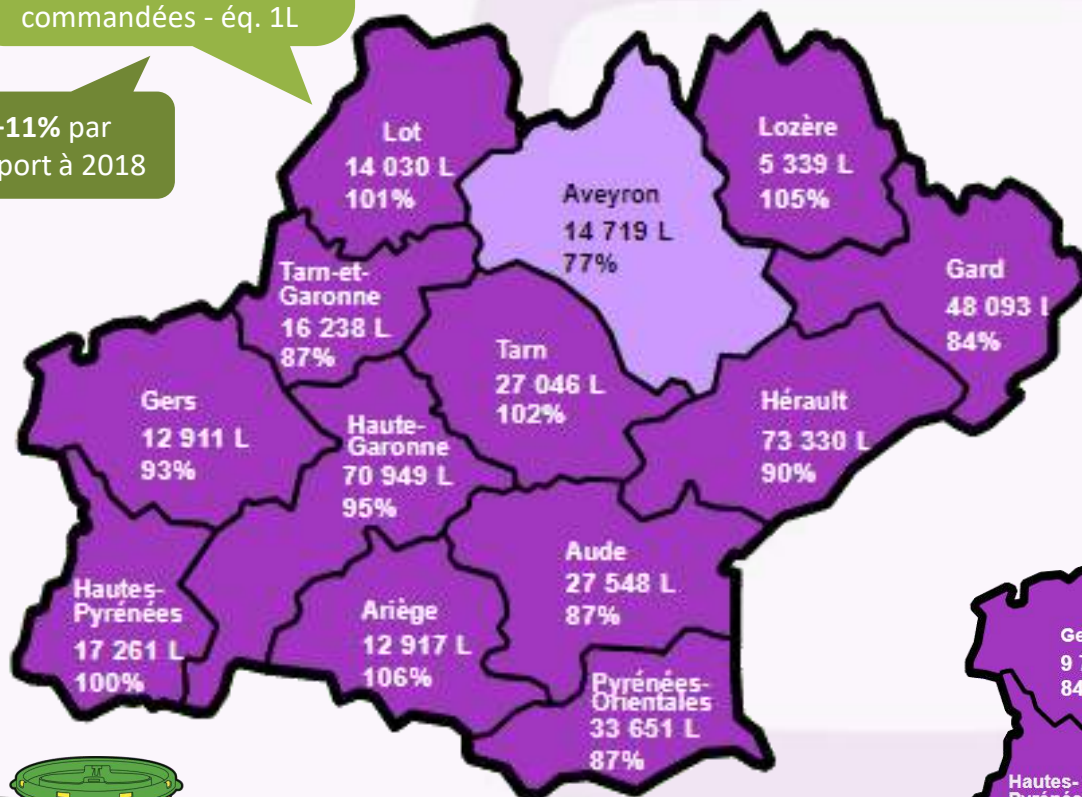 commandées - éq. 1L
-11% par
port à 2018
Lot
14 030 L
101%
Lozère
5 339 L
105%
Aveyron
14 719 L
77%
Gard
48 093 L
84%
Tarn-et-
Garonne
16 238 L
87%
Tarn
27 046 L
102%
Hérault
73 330 L
90%
Gers
12 911 L
93%
Haute-
Garonne
70 949 L
95%
Aude
27 548 L
87%
Hautes-
Pyrénées
17 261 L
100%
Ariège
12 917 L
106%
Pyrénées-
Orientales
33 651 L
87%
Ge
9
84
Hautes-